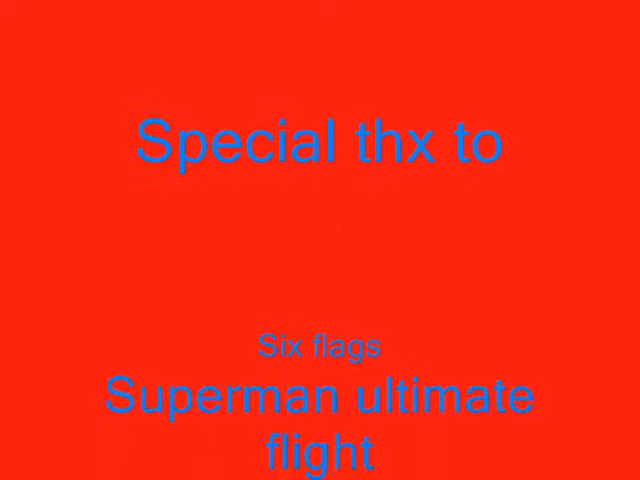 Special thx to
Six flags
Superman ultimate
flight